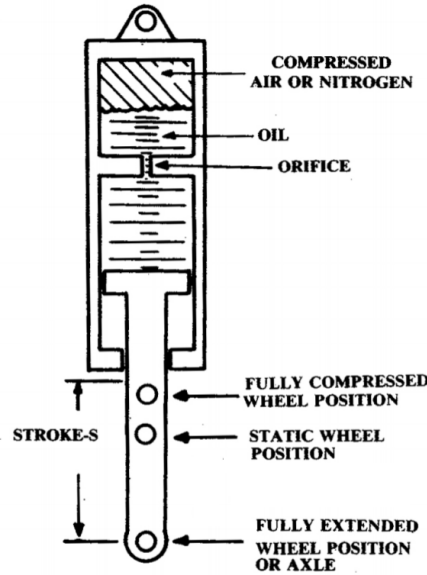 COMPRESSED
AIR OR NITROGEN
OIL
ORIFICE
FULLY COMPRESSED
WHEEL POSITION
STROKE-S
STATIC WHEEL
POSITION
FULLY EXTENDED
WHEEL POSITION
OR AXLE